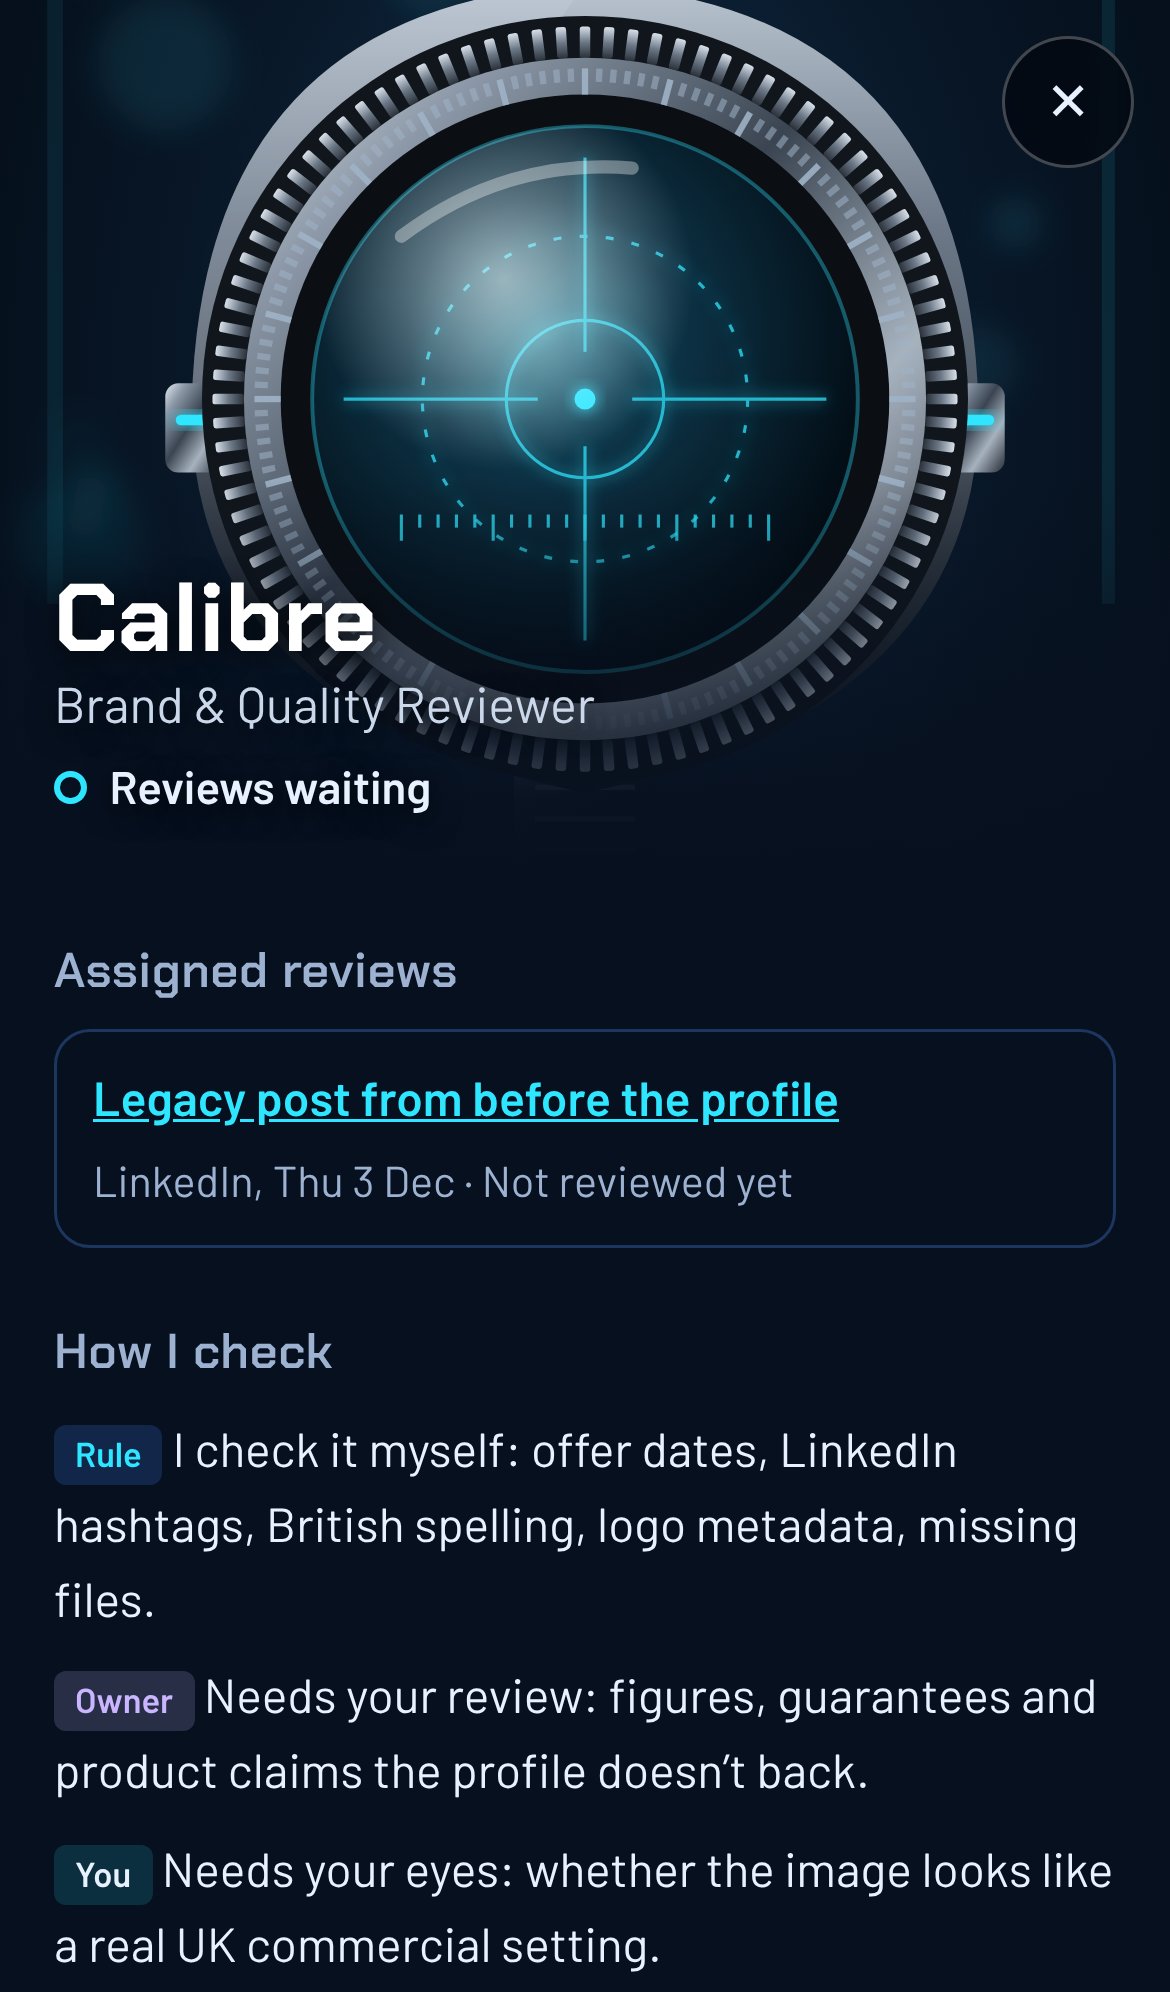 Calibre
Brand & Quality Reviewer
Reviews waiting
Assigned reviews
Legacy post from before the profile
LinkedIn, Thu 3 Dec · Not reviewed yet
How I check
Rule I check it myself: offer dates, LinkedIn
hashtags, British spelling, logo metadata, missing
files.
Owner Needs your review: figures, guarantees and
product claims the profile doesn’t back.
You Needs your eyes: whether the image looks like
a real UK commercial setting.